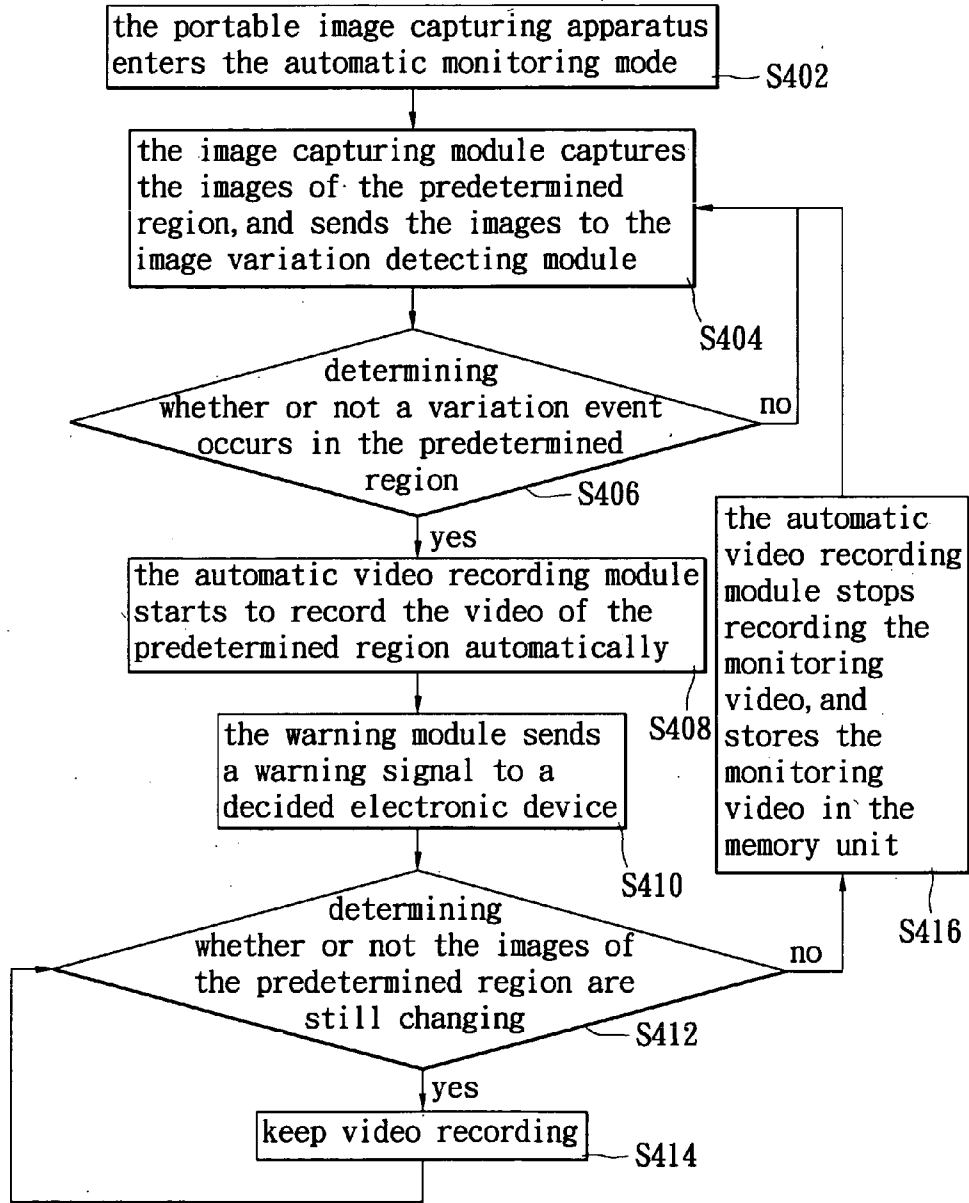 the portable image capturing apparatus
enters the automatic monitoring mode
S402
the image capturing module captures
the images of the predetermined
region, and sends the images to the
image variation detecting module
S404
determining
whether or not a variation event
occurs in the predetermined
region
no
S406
yes
the automatic video recording module
starts to record the video of the
predetermined region automatically
S408
the warning module sends
a warning signal to a
decided electronic device
S410
determining
whether or not the images of
the predetermined region are
still changing
no
S412
yes
keep video recording
S414
the automatic
video recording
module stops
recording the
monitoring
video, and
stores the
monitoring
video in the
memory unit
S416